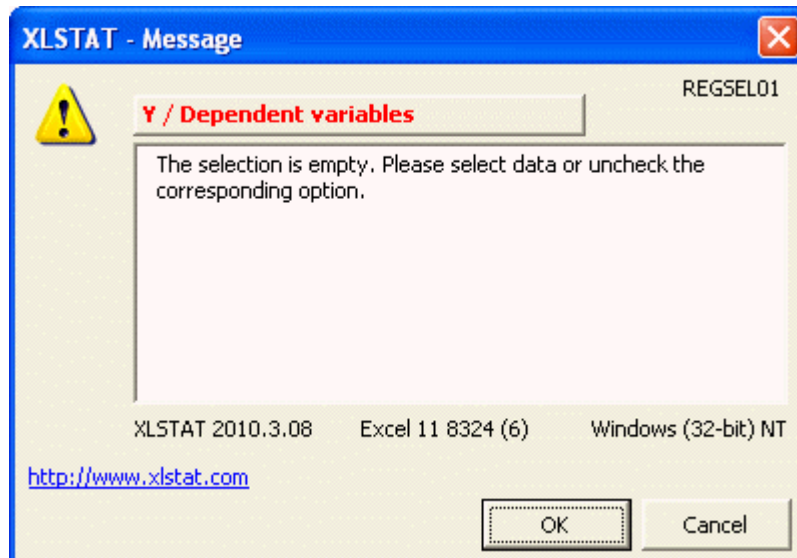 XLSTAT - Message
REGSEL01
Y / Dependent variables
The selection is empty. Please select data or uncheck the
corresponding option.
XLSTAT 2010.3.08 Excel 11 8324 (6) Windows (32-bit) NT
http://www.xlstat.com
OK Cancel